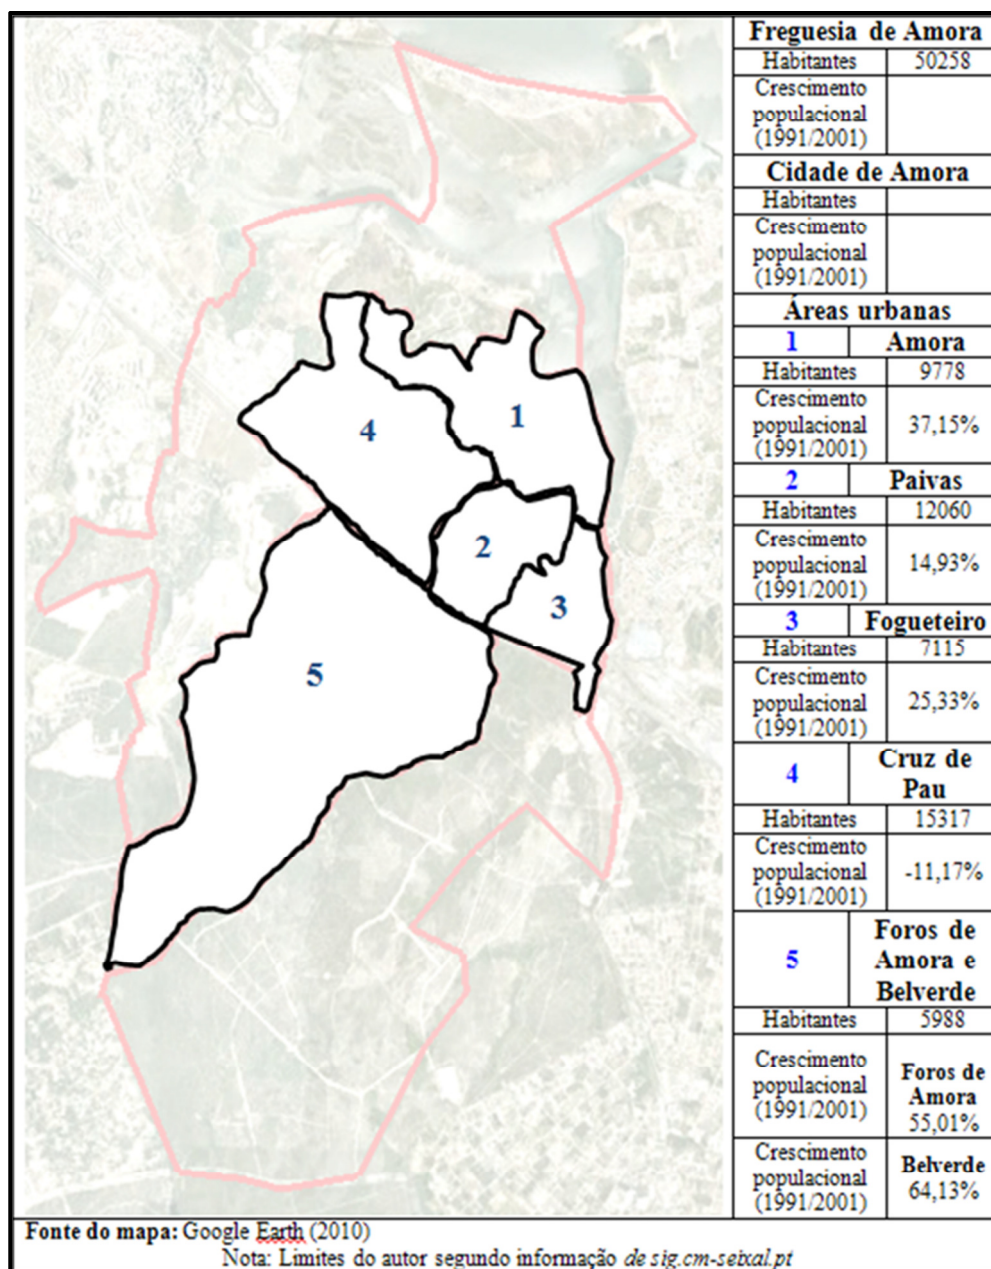 Freguesia de Amora
Habitantes 50258
Crescimento
populacional
(1991/2001)
Cidade de Amora
Habitantes
Crescimento
populacional
(1991/2001)
Áreas urbanas
1 Amora
Habitantes 9778
Crescimento
populacional 37,15%
(1991/2001)
2 Paivas
Habitantes 12060
Crescimento
populacional 14,93%
(1991/2001)
3 Fogueteiro
Habitantes 7115
Crescimento
populacional 25,33%
(1991/2001)
4 Cruz de
Pau
Habitantes 15317
Crescimento
populacional -11,17%
(1991/2001)
5 Foros de
Amora e
Belverde
Habitantes 5988
Crescimento
populacional
(1991/2001)
Foros de
Amora
55,01%
Crescimento
populacional
(1991/2001)
Belverde
64,13%
1
4
2
3
5
Fonte do mapa: Google Earth (2010)
Nota: Limites do autor segundo informação de sig.cm-seixal.pt